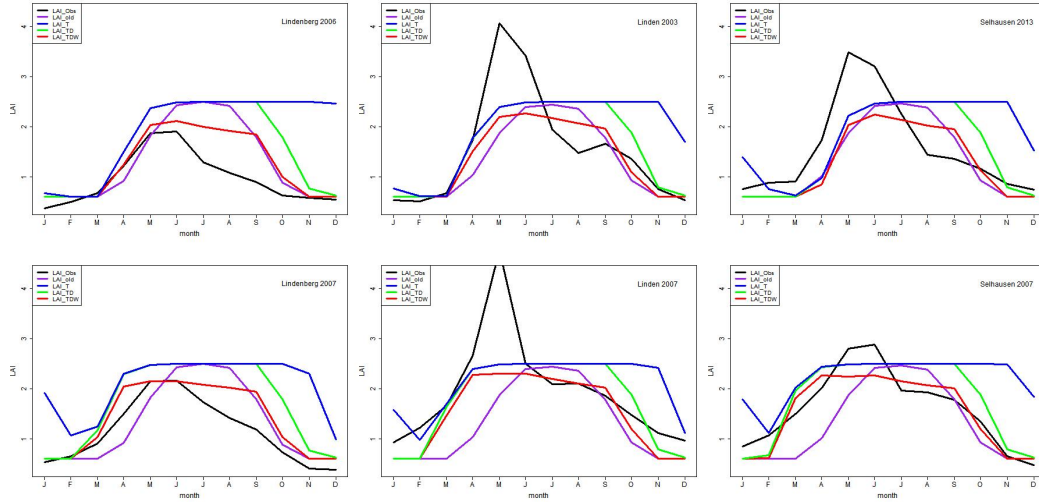 LAI_Obs
LAI_old
LAI_T
LAI_TD
LAI_TDW
Lindenberg 2006
4
3
2
1
LAI
J F M A M J J A S O N D
month
LAI_Obs
LAI_old
LAI_T
LAI_TD
LAI_TDW
Linden 2003
4
3
2
1
LAI
J F M A M J J A S O N D
month
LAI_Obs
LAI_old
LAI_T
LAI_TD
LAI_TDW
Selhausen 2013
4
3
2
1
LAI
J F M A M J J A S O N D
month
LAI_Obs
LAI_old
LAI_T
LAI_TD
LAI_TDW
Lindenberg 2007
4
3
2
1
LAI
J F M A M J J A S O N D
month
LAI_Obs
LAI_old
LAI_T
LAI_TD
LAI_TDW
Linden 2007
4
3
2
1
LAI
J F M A M J J A S O N D
month
LAI_Obs
LAI_old
LAI_T
LAI_TD
LAI_TDW
Selhausen 2007
4
3
2
1
LAI
J F M A M J J A S O N D
month